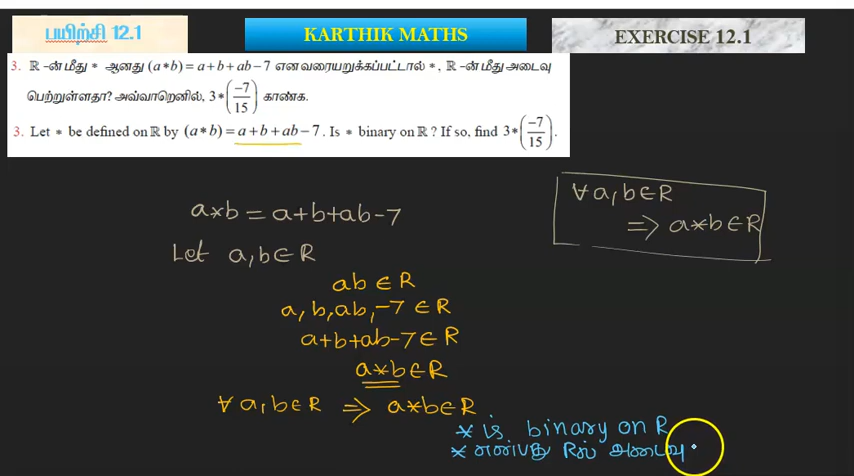 பயிற்சி 12.1
KARTHIK MATHS
EXERCISE 12.1
3. ℝ -ன் மீது * ஆனது (a*b) = a+b+ab−7 என வரையறுக்கப்பட்டால் *, ℝ -ன் மீது அடைவு
பெற்றுள்ளதா? அவ்வாறெனில், 3*(−7/15) காண்க.
3. Let * be defined on ℝ by (a*b) = a+b+ab−7. Is * binary on ℝ? If so, find 3*(−7/15).
∀ a,b∈R
⇒ a*b∈R
a*b = a+b+ab-7
Let a,b∈R
ab ∈ R
a, b, ab, -7 ∈ R
a+b+ab-7∈R
a*b∈R
∀ a,b∈R ⇒ a*b∈R
* is binary on R
* என்பது R ல் அடைவு